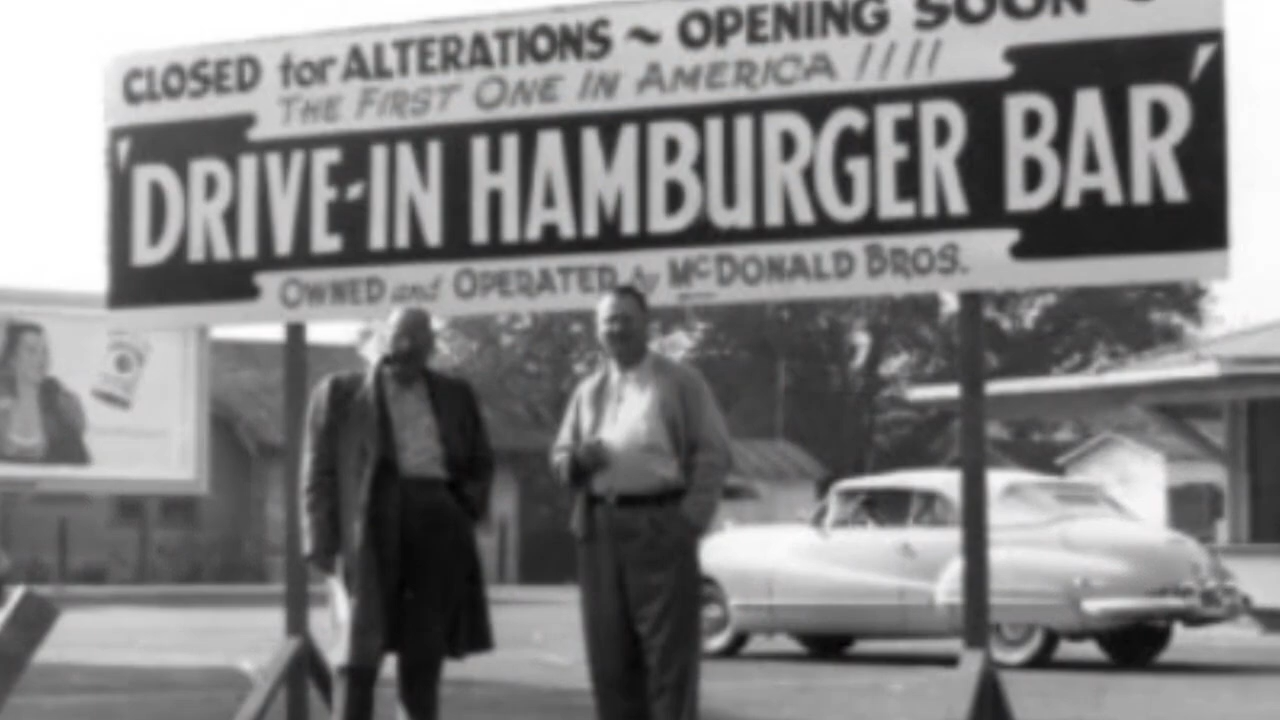 CLOSED for ALTERATIONS ~ OPENING SOON
THE FIRST ONE IN AMERICA !!!!
'DRIVE-IN HAMBURGER BAR'
OWNED and OPERATED by McDONALD BROS.